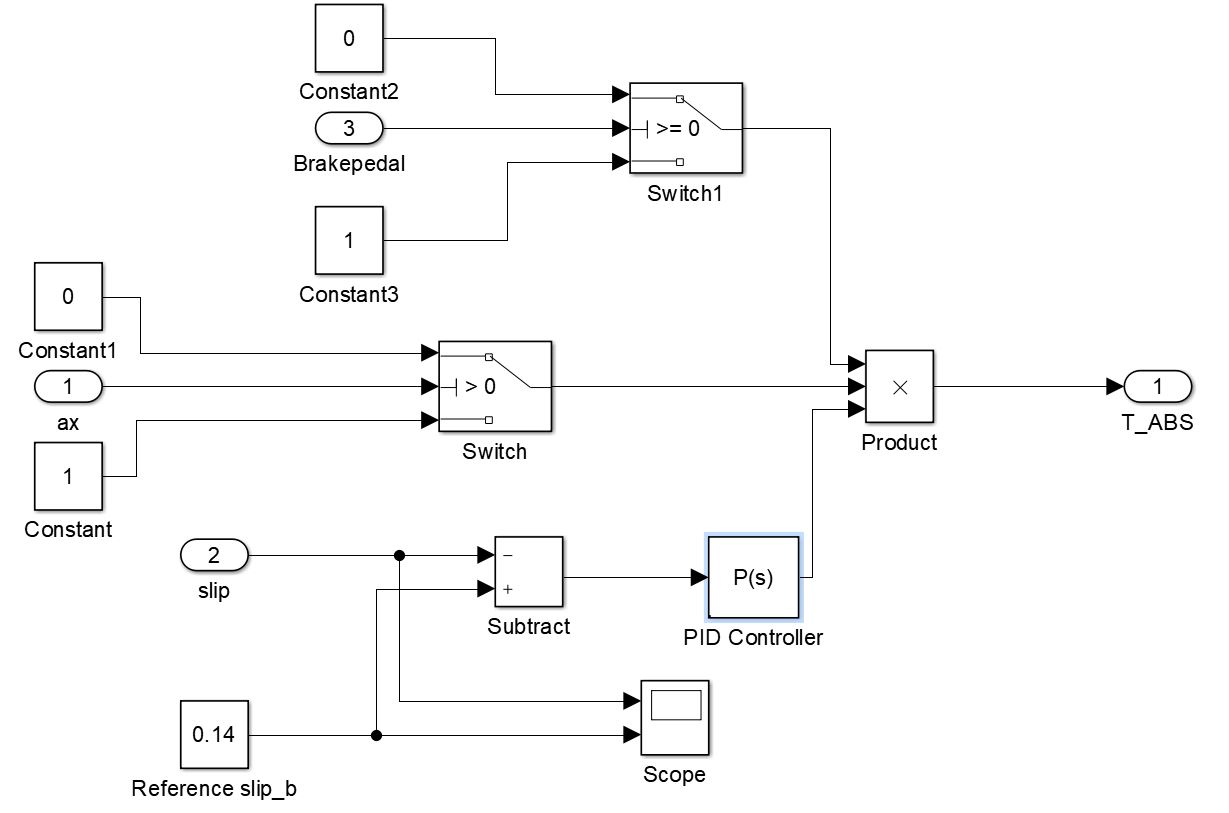 0
Constant2
3
Brakepedal
>= 0
Switch1
1
Constant3
0
Constant1
1
ax
> 0
Switch
1
Constant
×
Product
1
T_ABS
2
slip
−
+
Subtract
P(s)
PID Controller
0.14
Reference slip_b
Scope